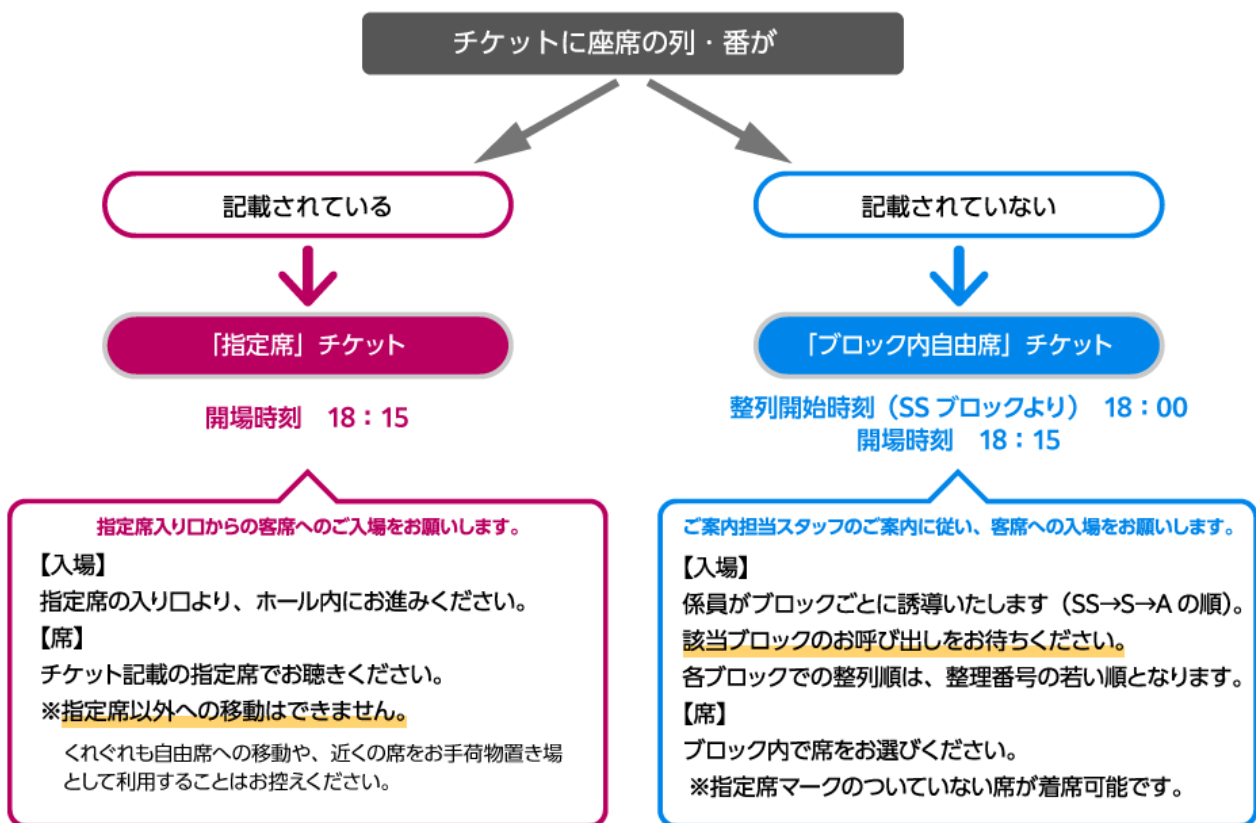 チケットに座席の列・番が
記載されている
「指定席」チケット
開場時刻 18：15
指定席入り口からの客席へのご入場をお願いします。
【入場】
指定席の入り口より、ホール内にお進みください。
【席】
チケット記載の指定席でお聴きください。
※指定席以外への移動はできません。
くれぐれも自由席への移動や、近くの席をお手荷物置き場
として利用することはお控えください。
記載されていない
「ブロック内自由席」チケット
整列開始時刻（SS ブロックより） 18：00
開場時刻 18：15
ご案内担当スタッフのご案内に従い、客席への入場をお願いします。
【入場】
係員がブロックごとに誘導いたします（SS→S→A の順）。
該当ブロックのお呼び出しをお待ちください。
各ブロックでの整列順は、整理番号の若い順となります。
【席】
ブロック内で席をお選びください。
※指定席マークのついていない席が着席可能です。